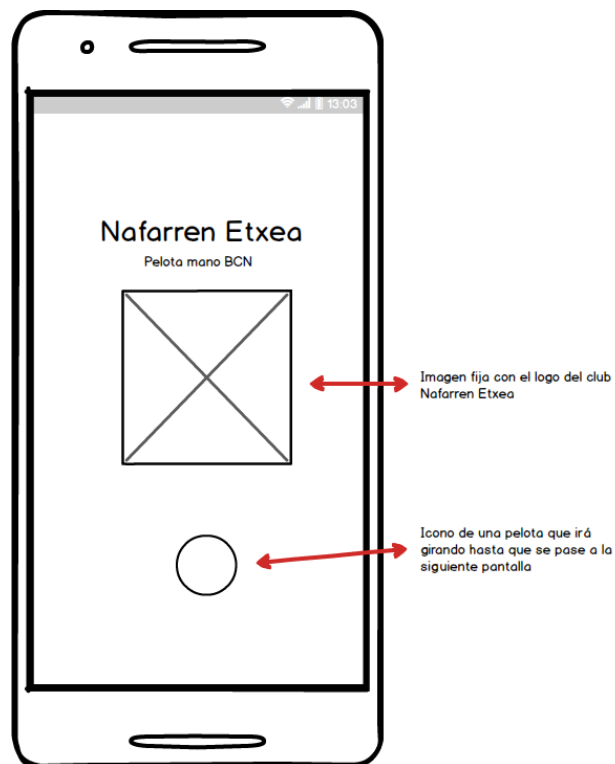 13:03
Nafarren Etxea
Pelota mano BCN
Imagen fija con el logo del club
Nafarren Etxea
Icono de una pelota que irá
girando hasta que se pase a la
siguiente pantalla